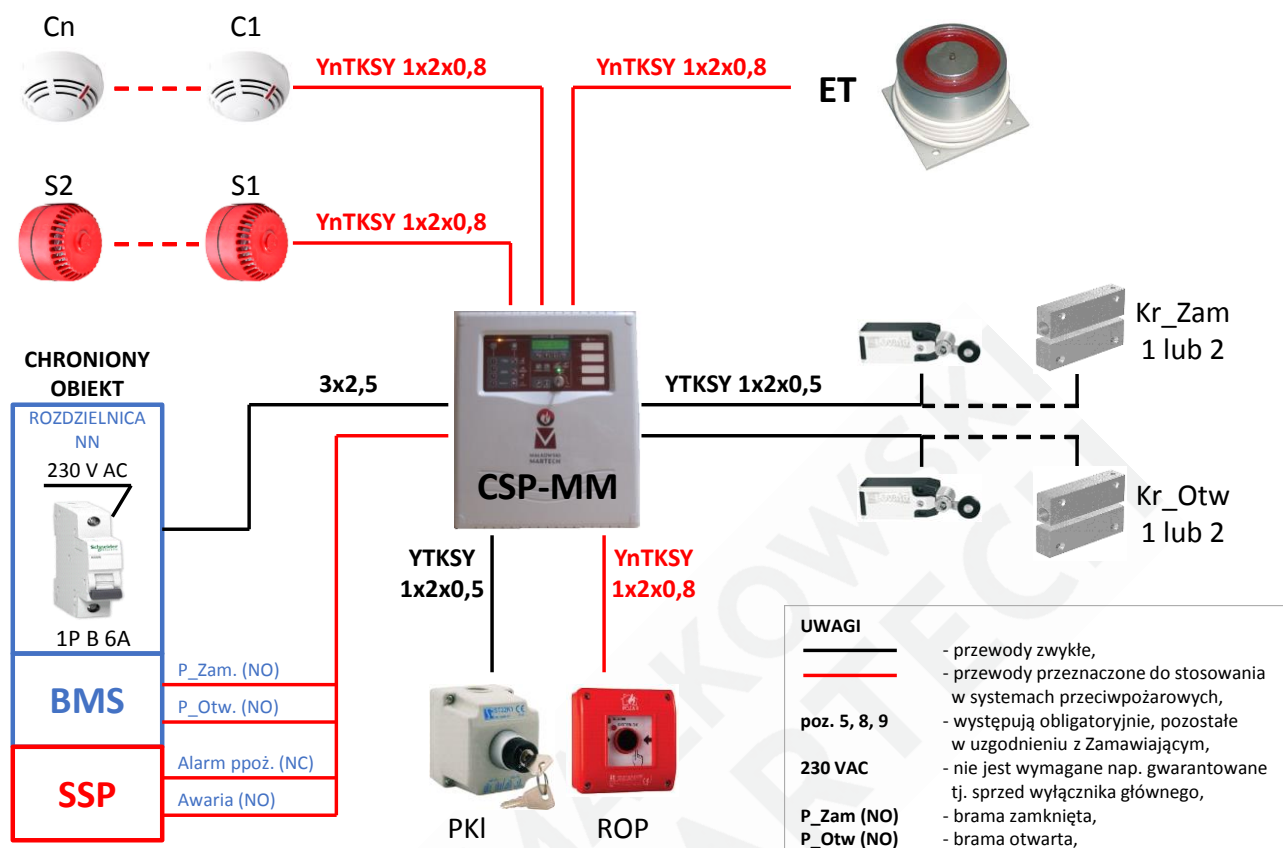 Cn
C1
YnTKSY 1x2x0,8
YnTKSY 1x2x0,8
ET
S2
S1
YnTKSY 1x2x0,8
Kr_Zam
1 lub 2
CHRONIONY
OBIEKT
3x2,5
YTKSY 1x2x0,5
ROZDZIELNICA
NN
230 V AC
MAŁKOWSKI
MARTECH
CSP-MM
Kr_Otw
1 lub 2
Schneider
1P B 6A
YTKSY
1x2x0,5
YnTKSY
1x2x0,8
BMS
P_Zam. (NO)
P_Otw. (NO)
SSP
Alarm ppoż. (NC)
Awaria (NO)
PKl
ROP
UWAGI
- przewody zwykłe,
- przewody przeznaczone do stosowania
w systemach przeciwpożarowych,
poz. 5, 8, 9 - występują obligatoryjnie, pozostałe
w uzgodnieniu z Zamawiającym,
230 VAC - nie jest wymagane nap. gwarantowane
tj. sprzed wyłącznika głównego,
P_Zam (NO) - brama zamknięta,
P_Otw (NO) - brama otwarta,